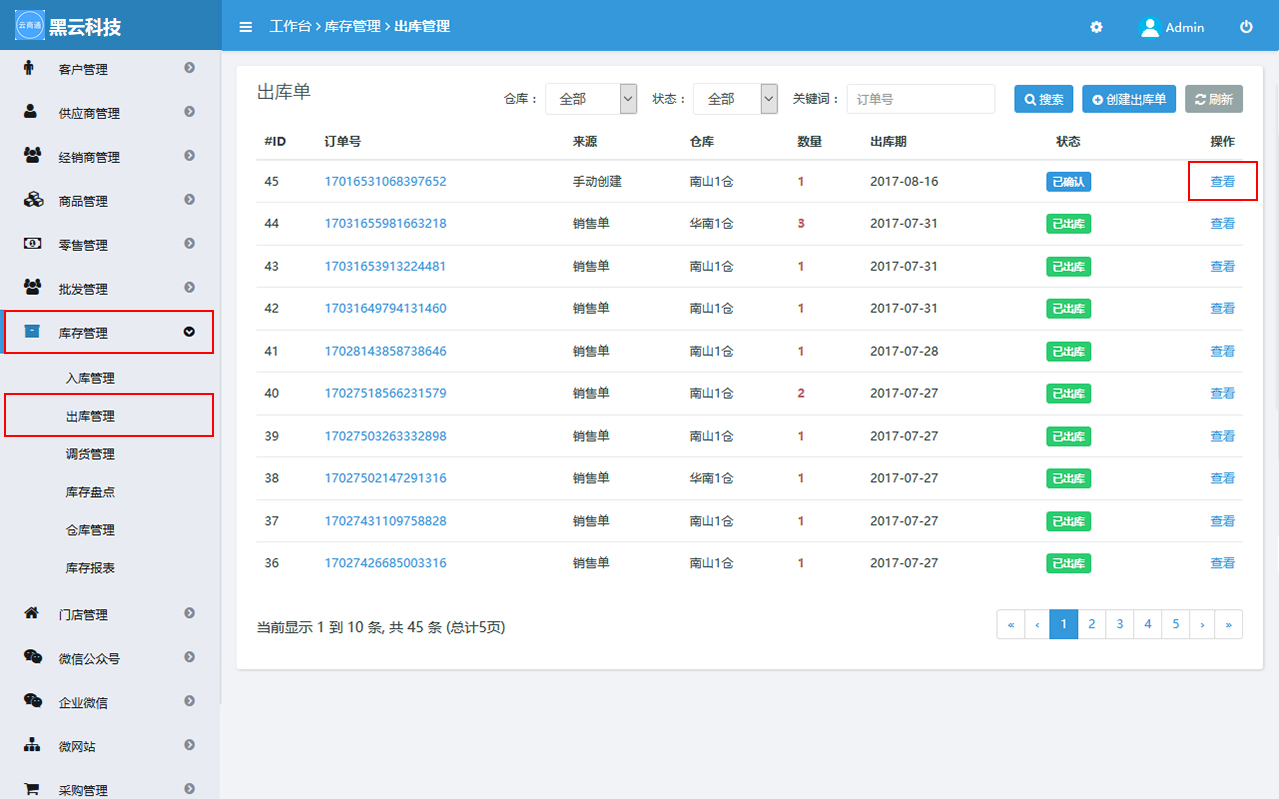 云商通 黑云科技
工作台 › 库存管理 › 出库管理
Admin
客户管理
供应商管理
经销商管理
商品管理
零售管理
批发管理
库存管理
入库管理
出库管理
调货管理
库存盘点
仓库管理
库存报表
门店管理
微信公众号
企业微信
微网站
采购管理
出库单
仓库： 全部 状态： 全部 关键词： 订单号 搜索 创建出库单 刷新
#ID 订单号 来源 仓库 数量 出库期 状态 操作
45 17016531068397652 手动创建 南山1仓 1 2017-08-16 已确认 查看
44 17031655981663218 销售单 华南1仓 3 2017-07-31 已出库 查看
43 17031653913224481 销售单 南山1仓 1 2017-07-31 已出库 查看
42 17031649794131460 销售单 南山1仓 1 2017-07-31 已出库 查看
41 17028143858738646 销售单 南山1仓 1 2017-07-28 已出库 查看
40 17027518566231579 销售单 南山1仓 2 2017-07-27 已出库 查看
39 17027503263332898 销售单 南山1仓 1 2017-07-27 已出库 查看
38 17027502147291316 销售单 华南1仓 1 2017-07-27 已出库 查看
37 17027431109758828 销售单 南山1仓 1 2017-07-27 已出库 查看
36 17027426685003316 销售单 南山1仓 1 2017-07-27 已出库 查看
当前显示 1 到 10 条, 共 45 条 (总计5页)
« ‹ 1 2 3 4 5 › »